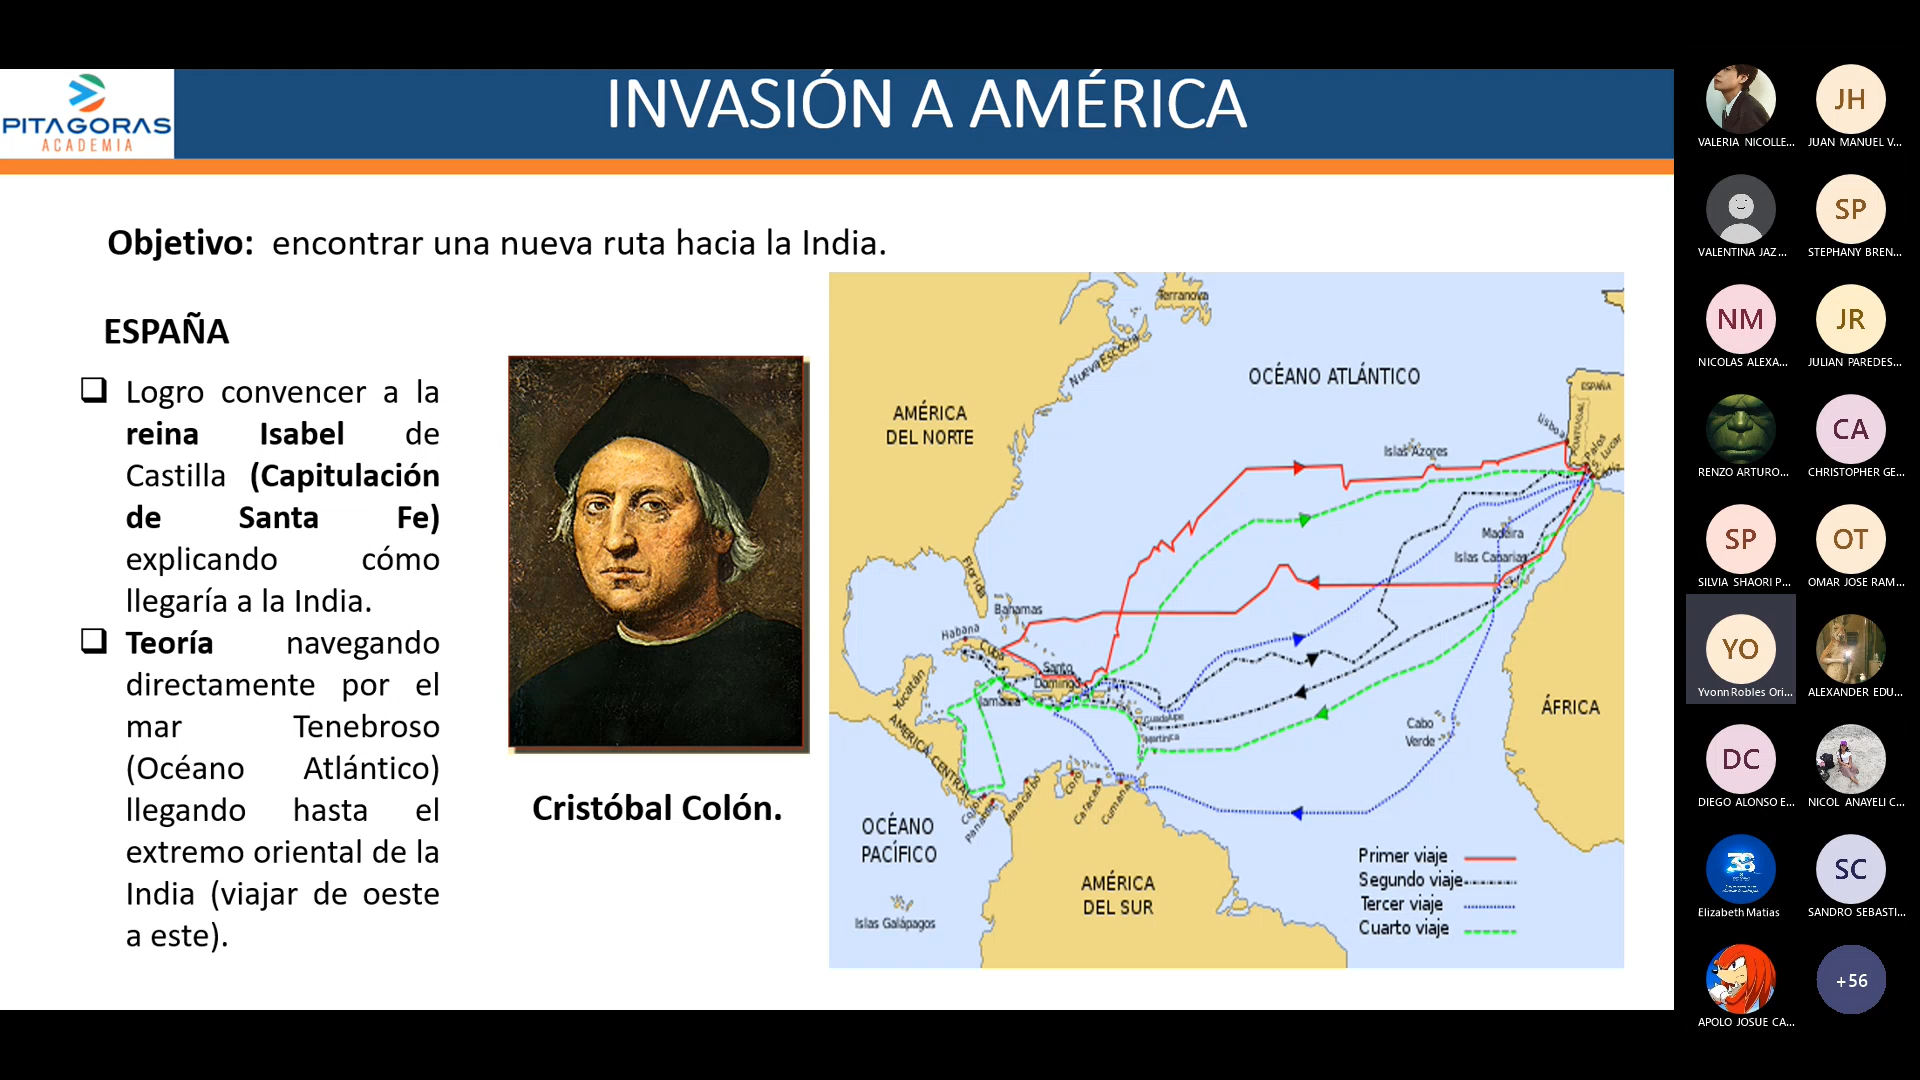 PITAGORAS
ACADEMIA
INVASIÓN A AMÉRICA
Objetivo: encontrar una nueva ruta hacia la India.
ESPAÑA
Logro convencer a la
reina Isabel de
Castilla (Capitulación
de Santa Fe)
explicando cómo
llegaría a la India.
Teoría navegando
directamente por el
mar Tenebroso
(Océano Atlántico)
llegando hasta el
extremo oriental de la
India (viajar de oeste
a este).
Cristóbal Colón.
Terranova
Nueva Escocia
OCÉANO ATLÁNTICO
AMÉRICA
DEL NORTE
ESPAÑA
PORTUGAL
Lisboa
Palos
Islas Azores
Madeira
Islas Canarias
Florida
Bahamas
Habana
Cuba
Santo
Domingo
Jamaica
Yucatán
AMÉRICA CENTRAL
Guadalupe
Martinica
Cabo
Verde
ÁFRICA
Colón
Panamá
Maracaibo
Coro
Caracas
Cumaná
OCÉANO
PACÍFICO
Islas Galápagos
AMÉRICA
DEL SUR
Primer viaje
Segundo viaje
Tercer viaje
Cuarto viaje
VALERIA NICOLLE...
JH
JUAN MANUEL V...
VALENTINA JAZ...
SP
STEPHANY BREN...
NM
NICOLAS ALEXA...
JR
JULIAN PAREDES...
RENZO ARTURO...
CA
CHRISTOPHER GE...
SP
SILVIA SHAORI P...
OT
OMAR JOSE RAM...
YO
YvonnRobles Ori...
ALEXANDER EDU...
DC
DIEGO ALONSO E...
NICOL ANAYELI C...
Elizabeth Matias
SC
SANDRO SEBASTI...
APOLO JOSUE CA...
+56